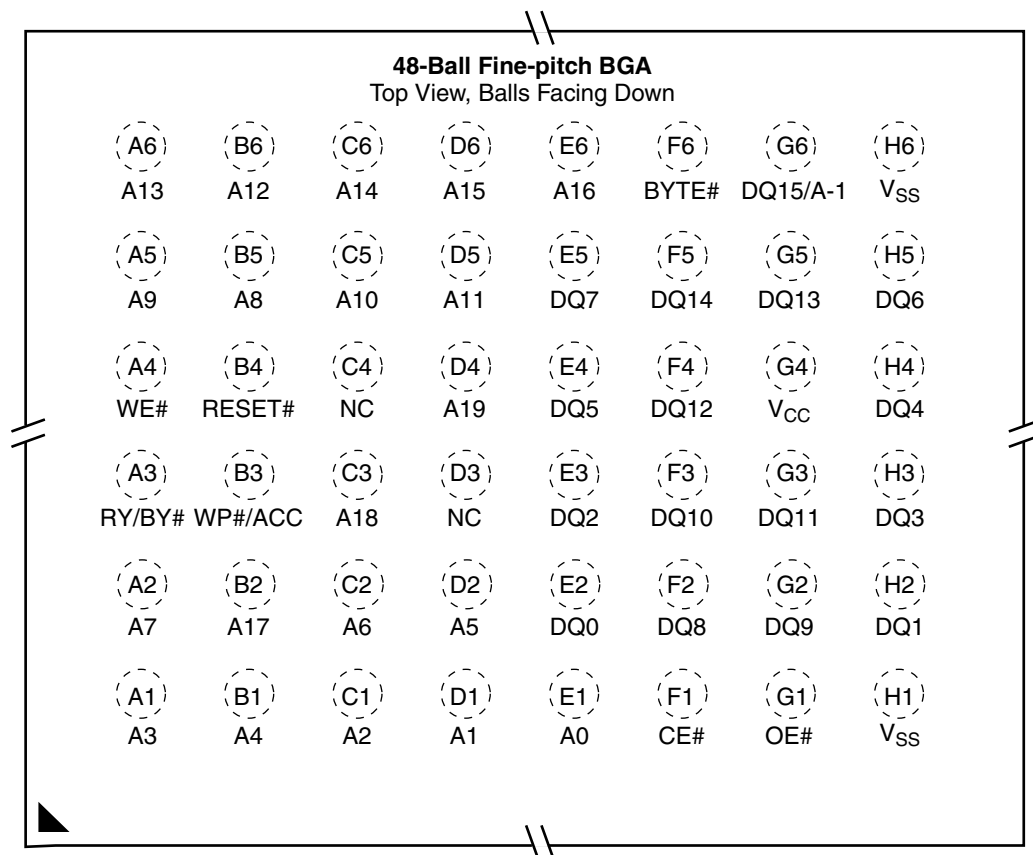 48-Ball Fine-pitch BGA
Top View, Balls Facing Down
A6 B6 C6 D6 E6 F6 G6 H6
A13 A12 A14 A15 A16 BYTE# DQ15/A-1 VSS
A5 B5 C5 D5 E5 F5 G5 H5
A9 A8 A10 A11 DQ7 DQ14 DQ13 DQ6
A4 B4 C4 D4 E4 F4 G4 H4
WE# RESET# NC A19 DQ5 DQ12 VCC DQ4
A3 B3 C3 D3 E3 F3 G3 H3
RY/BY# WP#/ACC A18 NC DQ2 DQ10 DQ11 DQ3
A2 B2 C2 D2 E2 F2 G2 H2
A7 A17 A6 A5 DQ0 DQ8 DQ9 DQ1
A1 B1 C1 D1 E1 F1 G1 H1
A3 A4 A2 A1 A0 CE# OE# VSS